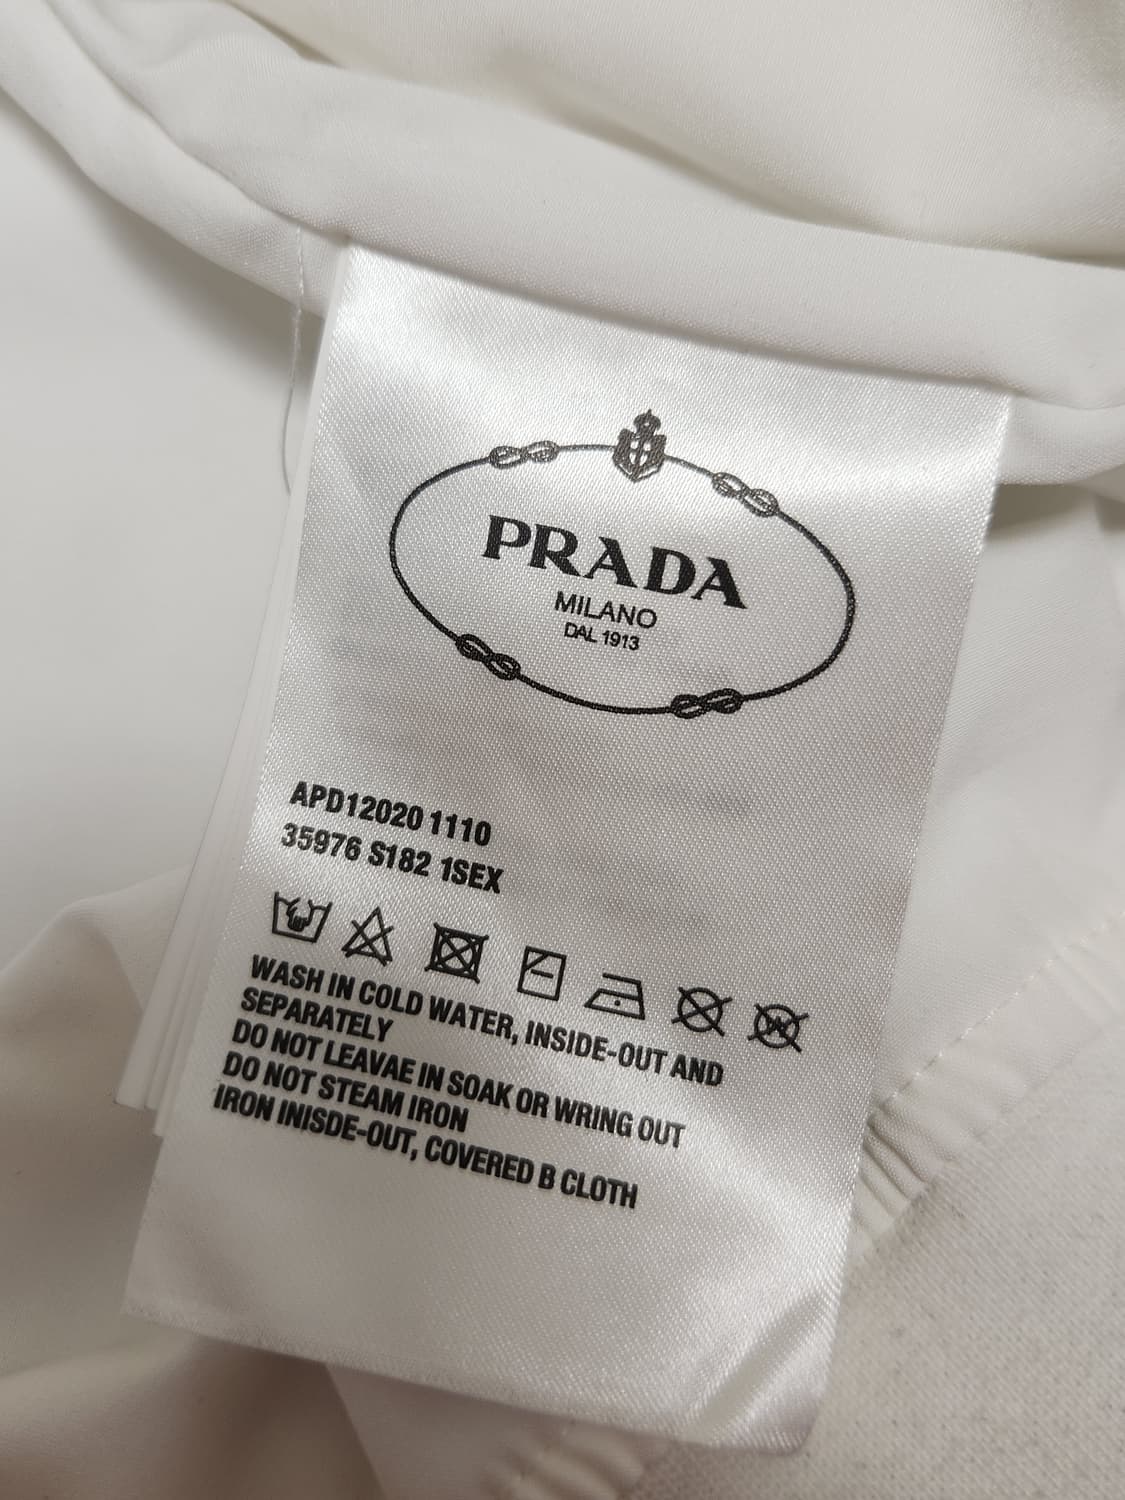 PRADA
MILANO
DAL 1913
APD12020 1110
35976 S182 1SEX
WASH IN COLD WATER, INSIDE-OUT AND
SEPARATELY
DO NOT LEAVAE IN SOAK OR WRING OUT
DO NOT STEAM IRON
IRON INISDE-OUT, COVERED B CLOTH